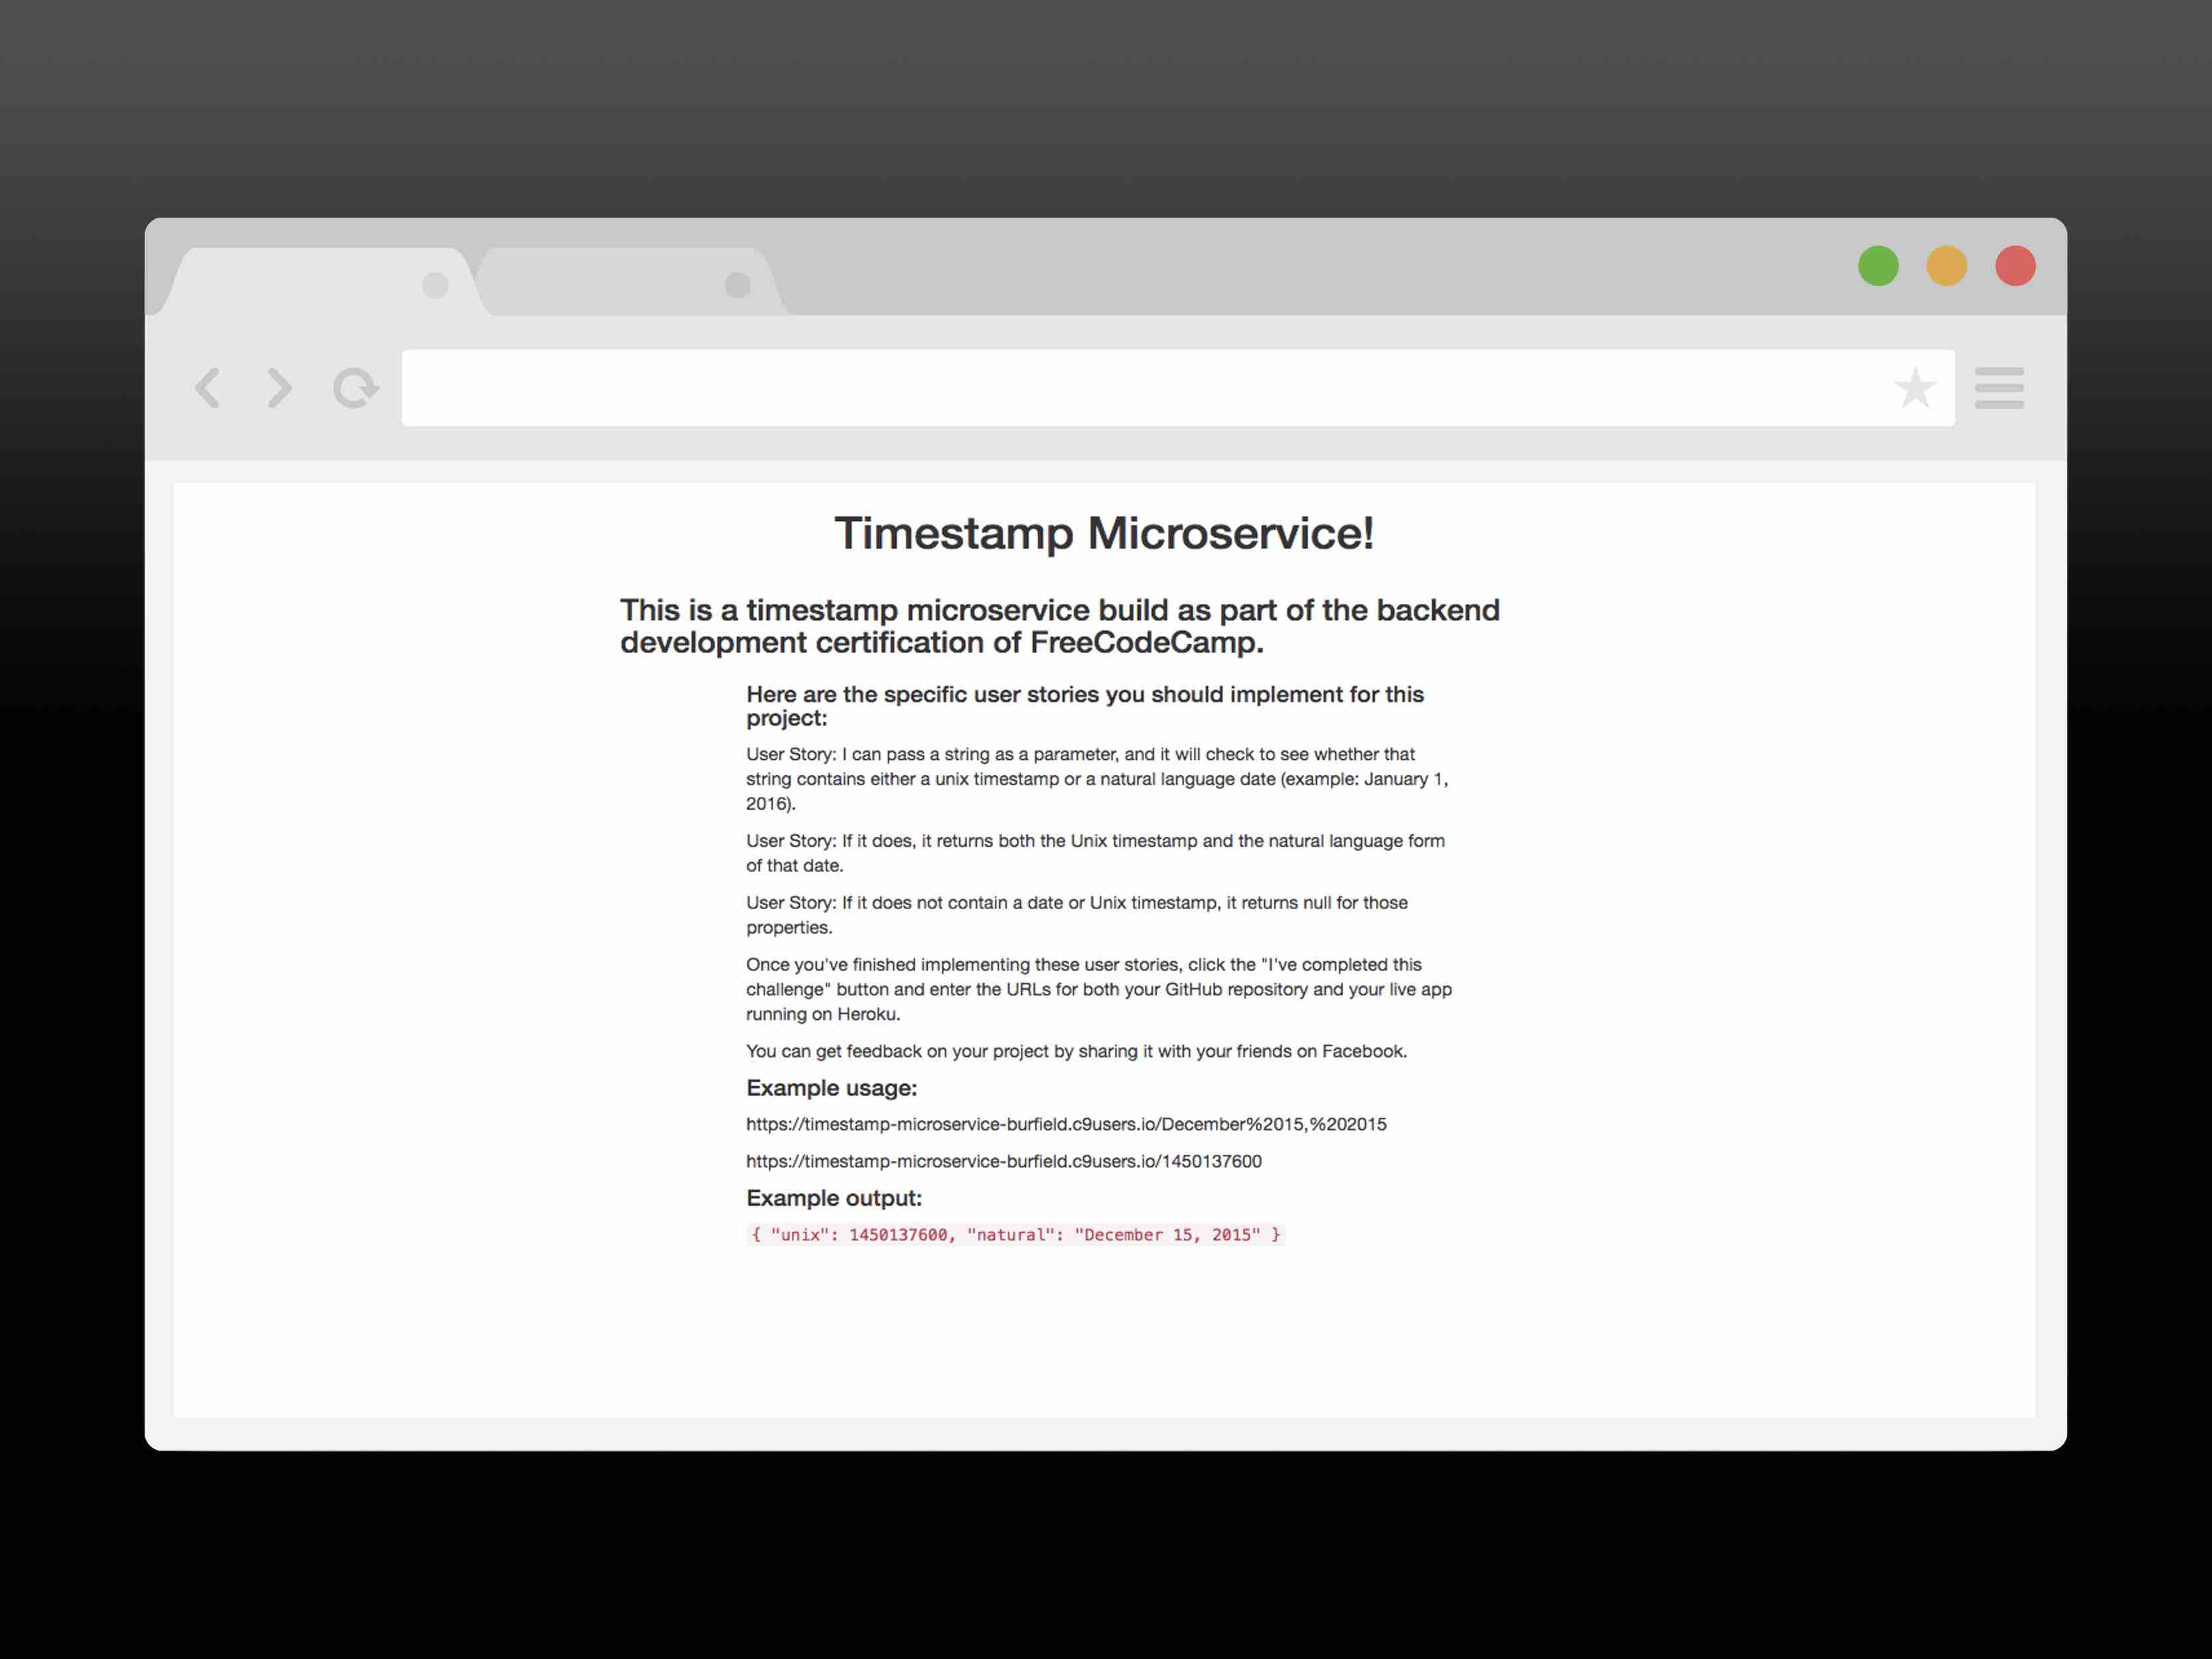 Timestamp Microservice!
This is a timestamp microservice build as part of the backend
development certification of FreeCodeCamp.
Here are the specific user stories you should implement for this
project:
User Story: I can pass a string as a parameter, and it will check to see whether that
string contains either a unix timestamp or a natural language date (example: January 1,
2016).
User Story: If it does, it returns both the Unix timestamp and the natural language form
of that date.
User Story: If it does not contain a date or Unix timestamp, it returns null for those
properties.
Once you've finished implementing these user stories, click the "I've completed this
challenge" button and enter the URLs for both your GitHub repository and your live app
running on Heroku.
You can get feedback on your project by sharing it with your friends on Facebook.
Example usage:
https://timestamp-microservice-burfield.c9users.io/December%2015,%202015
https://timestamp-microservice-burfield.c9users.io/1450137600
Example output:
{ "unix": 1450137600, "natural": "December 15, 2015" }